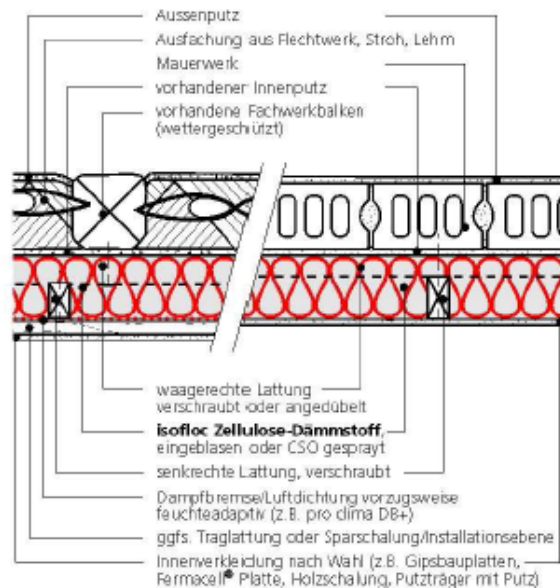 Aussenputz
Ausfachung aus Flechtwerk, Stroh, Lehm
Mauerwerk
vorhandener Innenputz
vorhandene Fachwerkbalken
(wettergeschützt)
waagerechte Lattung
verschraubt oder angedübelt
isofloc Zellulose-Dämmstoff,
eingeblasen oder CSO gesprayt
senkrechte Lattung, verschraubt
Dampfbremse/Luftdichtung vorzugsweise
feuchteadaptiv (z.B. pro clima DB+)
ggfs. Traglattung oder Sparschalung/Installationsebene
Innenverkleidung nach Wahl (z.B. Gipsbauplatten,
Fermacell® Platte, Holzschalung, Putzträger mit Putz)